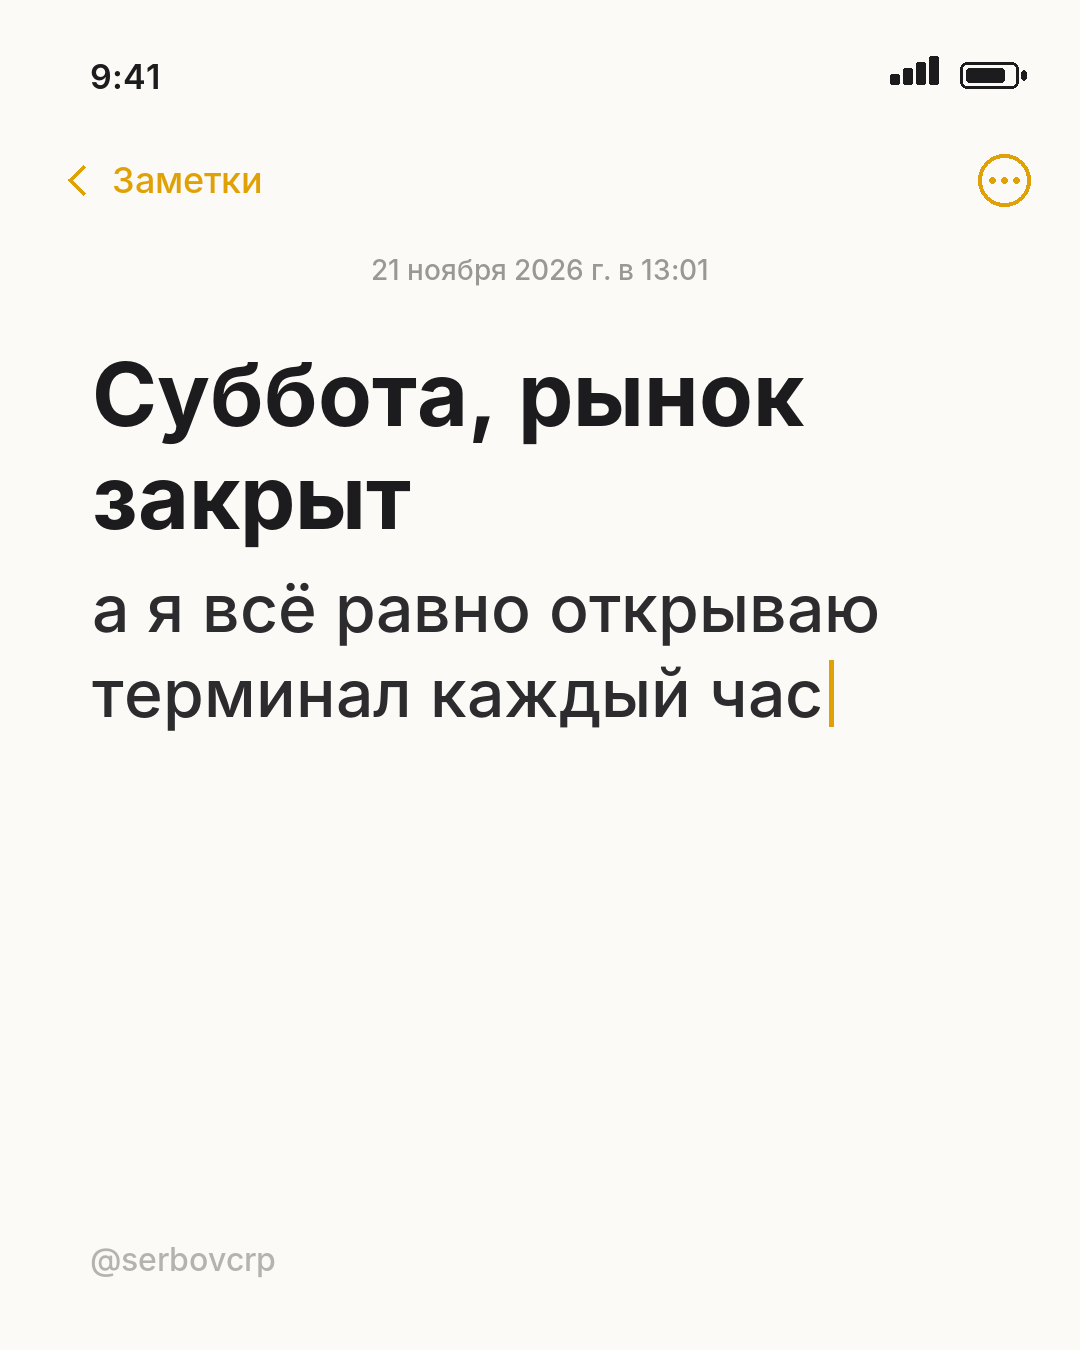 9:41
Заметки
21 ноября 2026 г. в 13:01
Суббота, рынок
закрыт
а я всё равно открываю
терминал каждый час
@serbovcrp